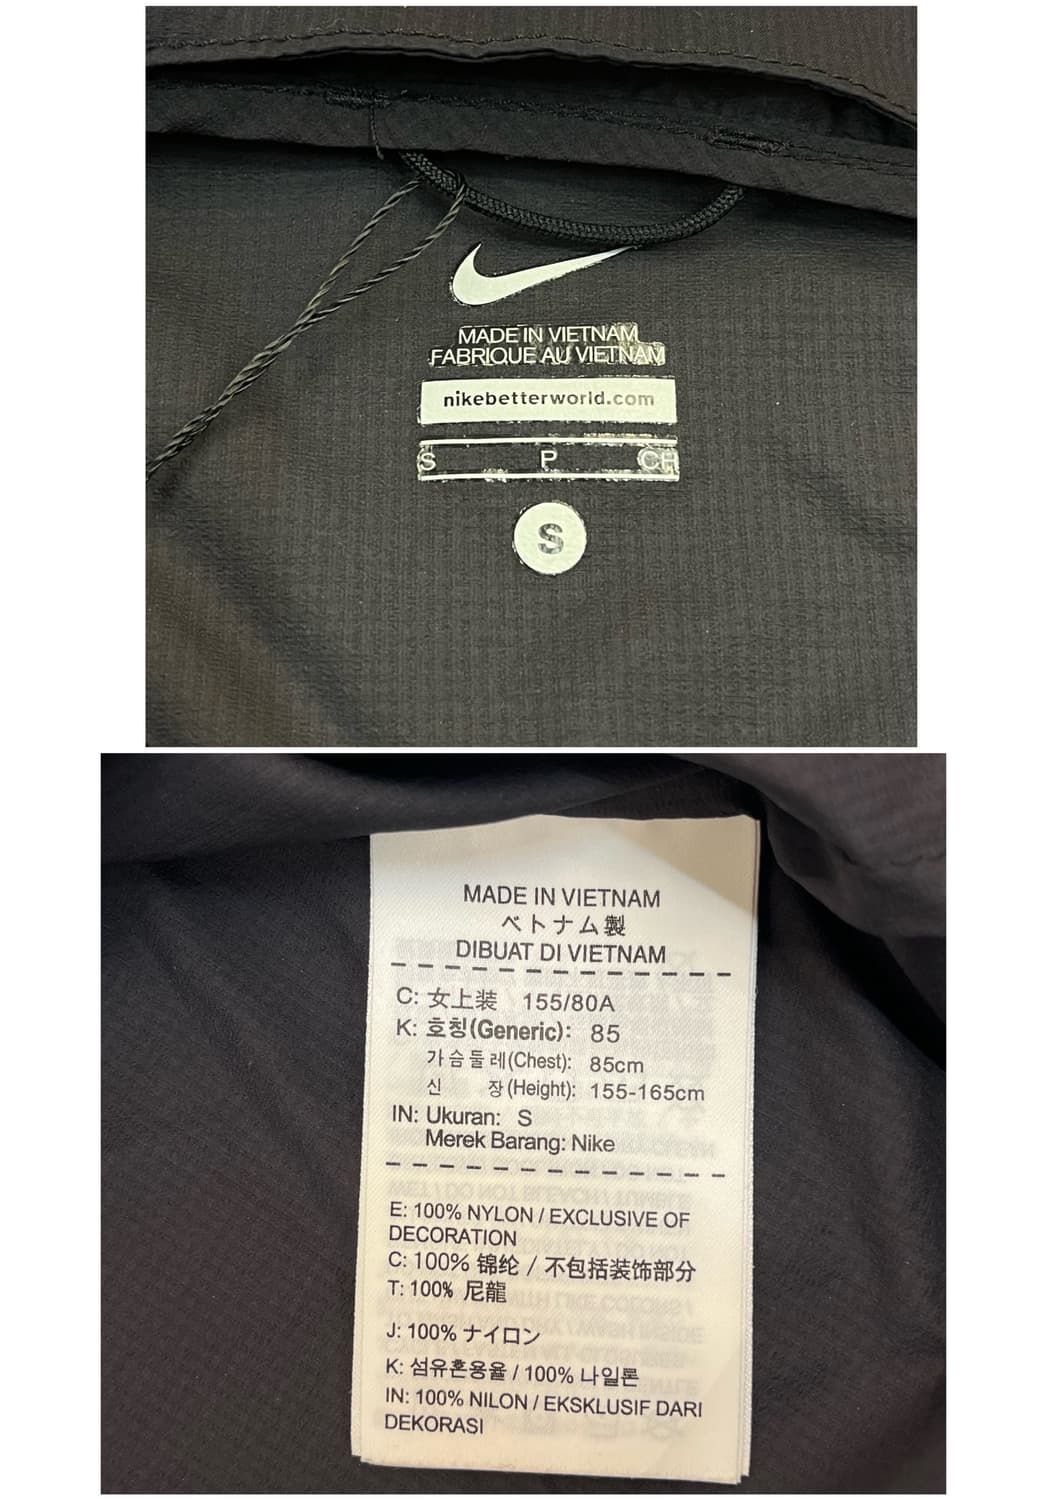 MADE IN VIETNAM
FABRIQUE AU VIETNAM
nikebetterworld.com
S P CH
S
MADE IN VIETNAM
ベトナム製
DIBUAT DI VIETNAM
C: 女上装 155/80A
K: 호칭(Generic): 85
가슴둘레(Chest): 85cm
신 장(Height): 155-165cm
IN: Ukuran: S
Merek Barang: Nike
E: 100% NYLON / EXCLUSIVE OF
DECORATION
C: 100% 锦纶 / 不包括装饰部分
T: 100% 尼龍
J: 100% ナイロン
K: 섬유혼용율 / 100% 나일론
IN: 100% NILON / EKSKLUSIF DARI
DEKORASI